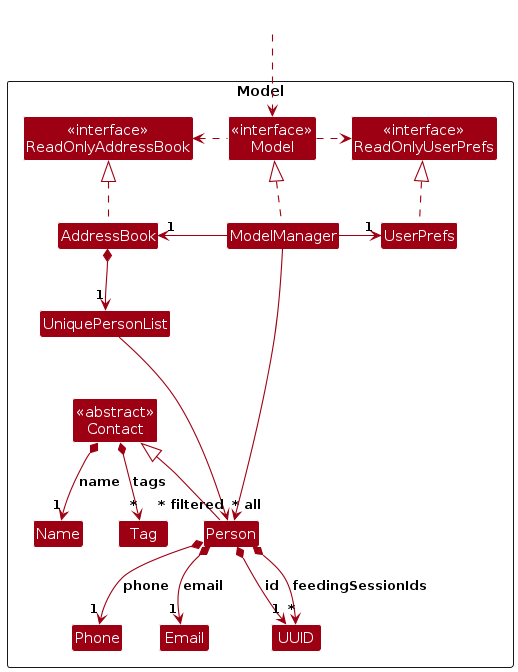 Model
«interface»
ReadOnlyAddressBook
«interface»
Model
«interface»
ReadOnlyUserPrefs
AddressBook
1
ModelManager
1
UserPrefs
1
UniquePersonList
«abstract»
Contact
name
tags
1
*
* filtered
* all
Name
Tag
Person
phone
email
id
feedingSessionIds
1
1
1
*
Phone
Email
UUID